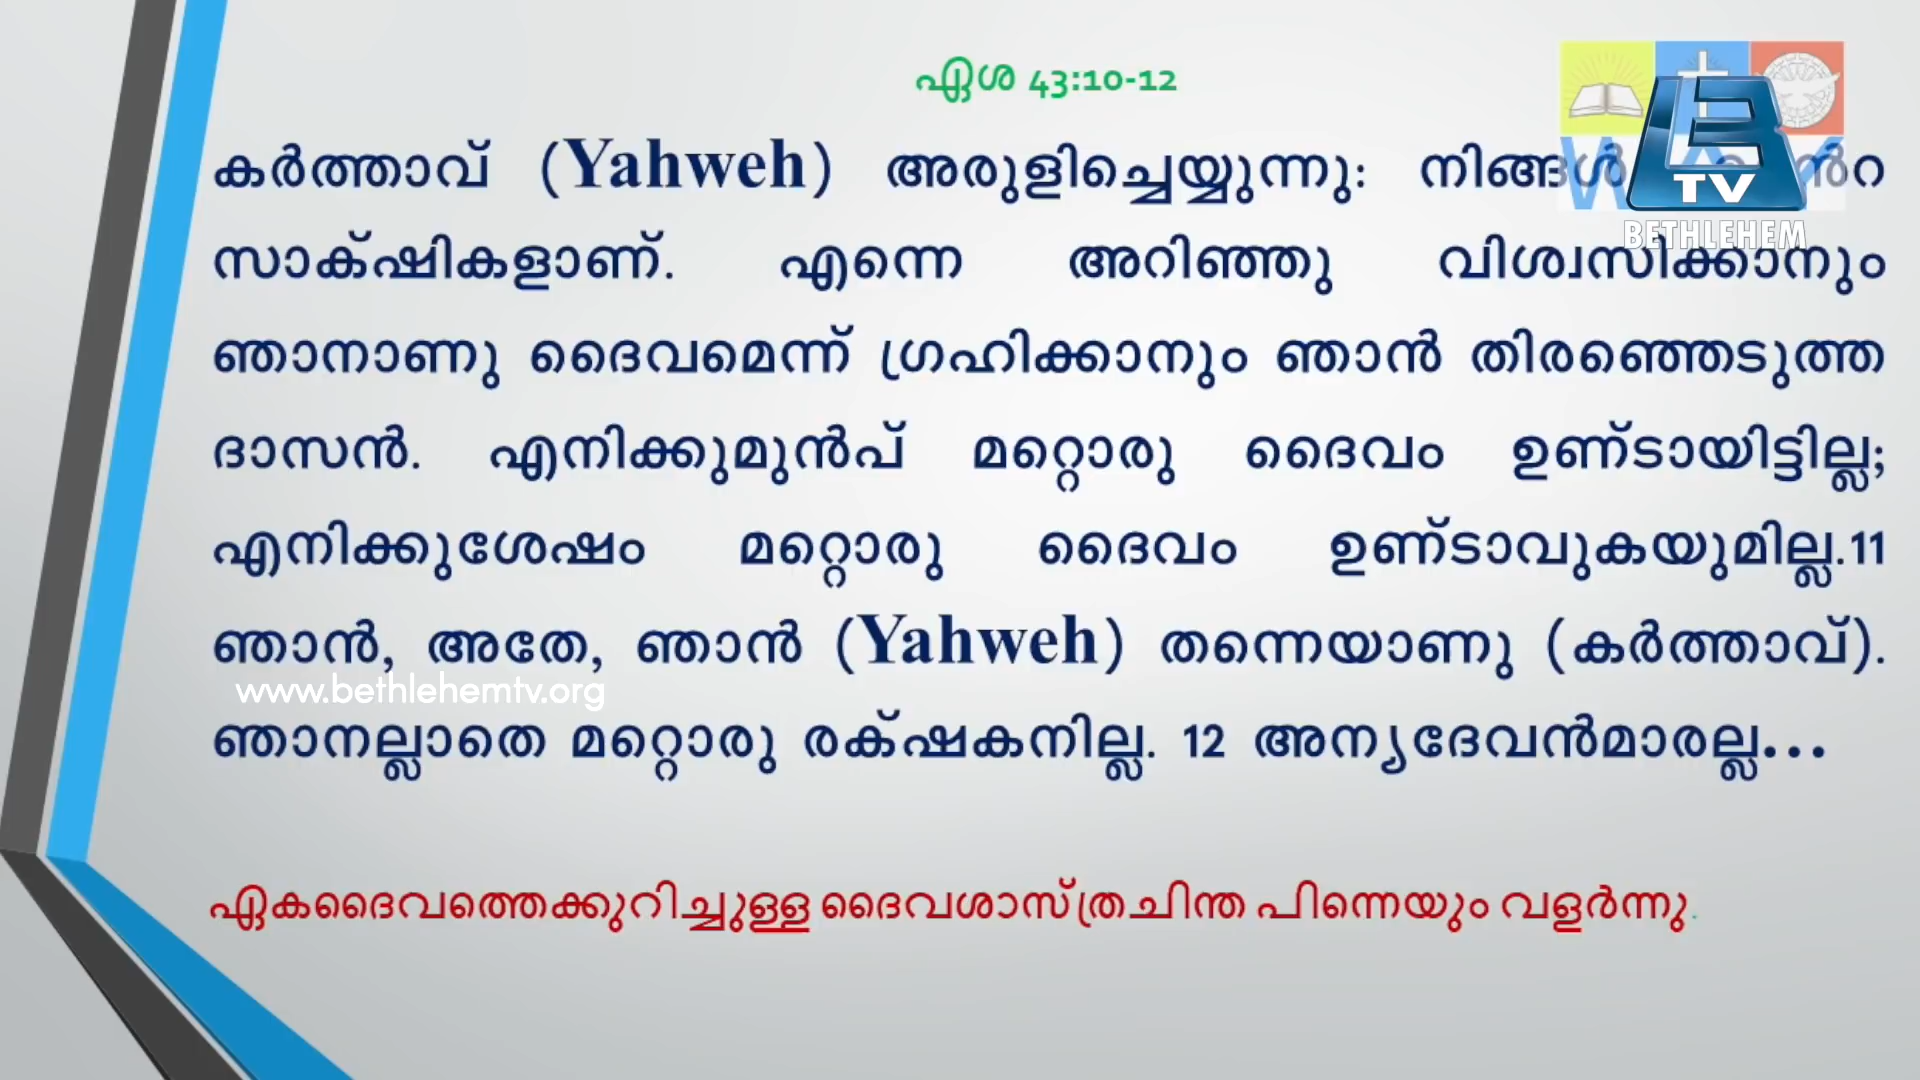 ഏശ 43:10-12
കർത്താവ് (Yahweh) അരുളിച്ചെയ്യുന്നു: നിങ്ങൾ
സാക്‌ഷികളാണ്. എന്നെ അറിഞ്ഞു വിശ്വസിക്കാനും
ഞാനാണു ദൈവമെന്ന് ഗ്രഹിക്കാനും ഞാൻ തിരഞ്ഞെടുത്ത
ദാസൻ. എനിക്കുമുൻപ് മറ്റൊരു ദൈവം ഉണ്ടായിട്ടില്ല;
എനിക്കുശേഷം മറ്റൊരു ദൈവം ഉണ്ടാവുകയുമില്ല.11
ഞാൻ, അതേ, ഞാൻ (Yahweh) തന്നെയാണു (കർത്താവ്).
ഞാനല്ലാതെ മറ്റൊരു രക്‌ഷകനില്ല. 12 അന്യദേവൻമാരല്ല...
ഏകദൈവത്തെക്കുറിച്ചുള്ള ദൈവശാസ്ത്രചിന്ത പിന്നെയും വളർന്നു.
www.bethlehemtv.org
TV
BETHLEHEM